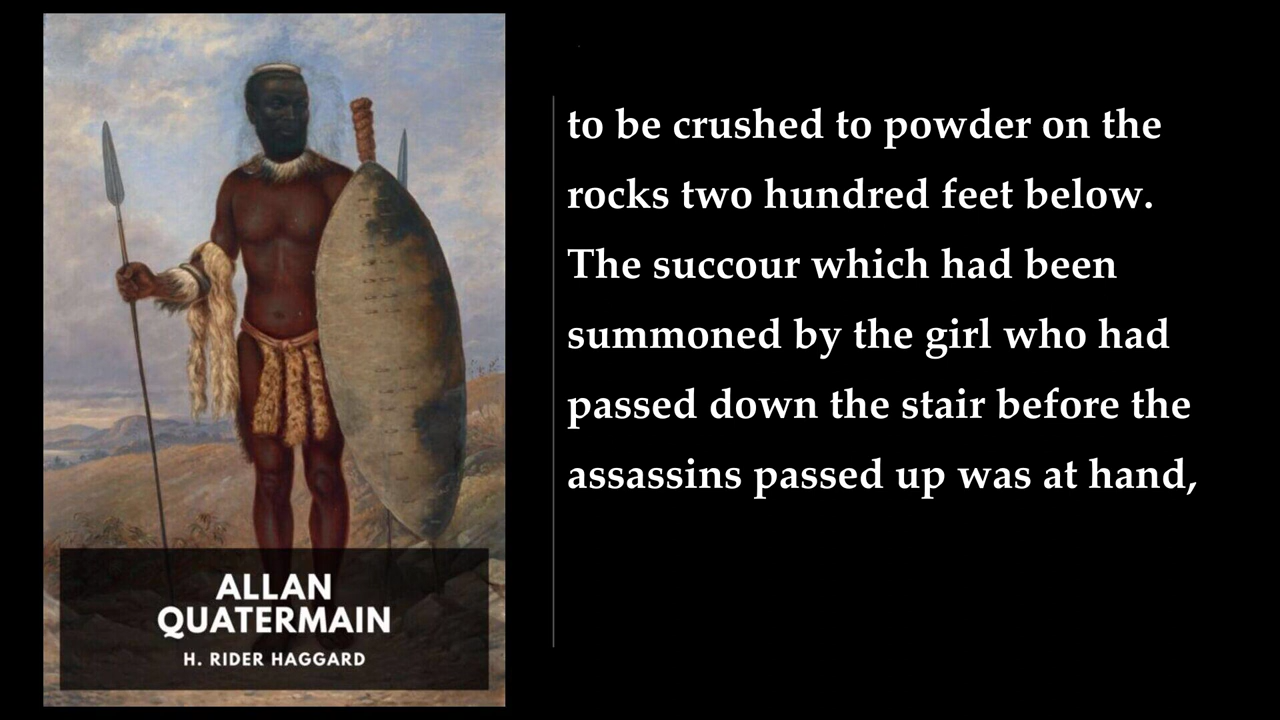 to be crushed to powder on the
rocks two hundred feet below.
The succour which had been
summoned by the girl who had
passed down the stair before the
assassins passed up was at hand,
ALLAN
QUATERMAIN
H. RIDER HAGGARD